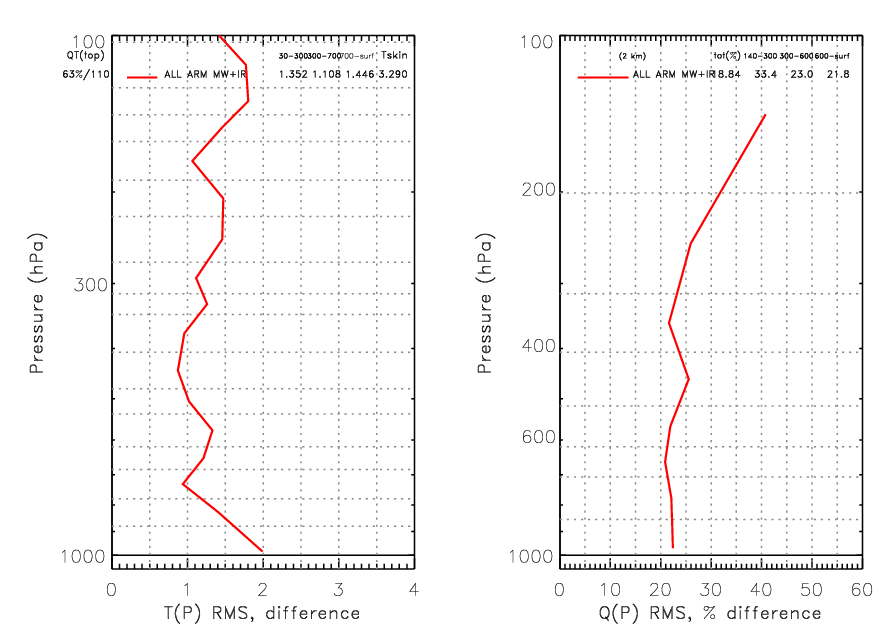 100
QT(top) 30-300 300-700 700-surf Tskin
63%/110 ALL ARM MW+IR 1.352 1.108 1.446 3.290
300
1000
Pressure (hPa)
0 1 2 3 4
T(P) RMS, difference
100
(2 km) tot(%) 140-300 300-600 600-surf
ALL ARM MW+IR 18.84 33.4 23.0 21.8
200
400
600
1000
Pressure (hPa)
0 10 20 30 40 50 60
Q(P) RMS, % difference